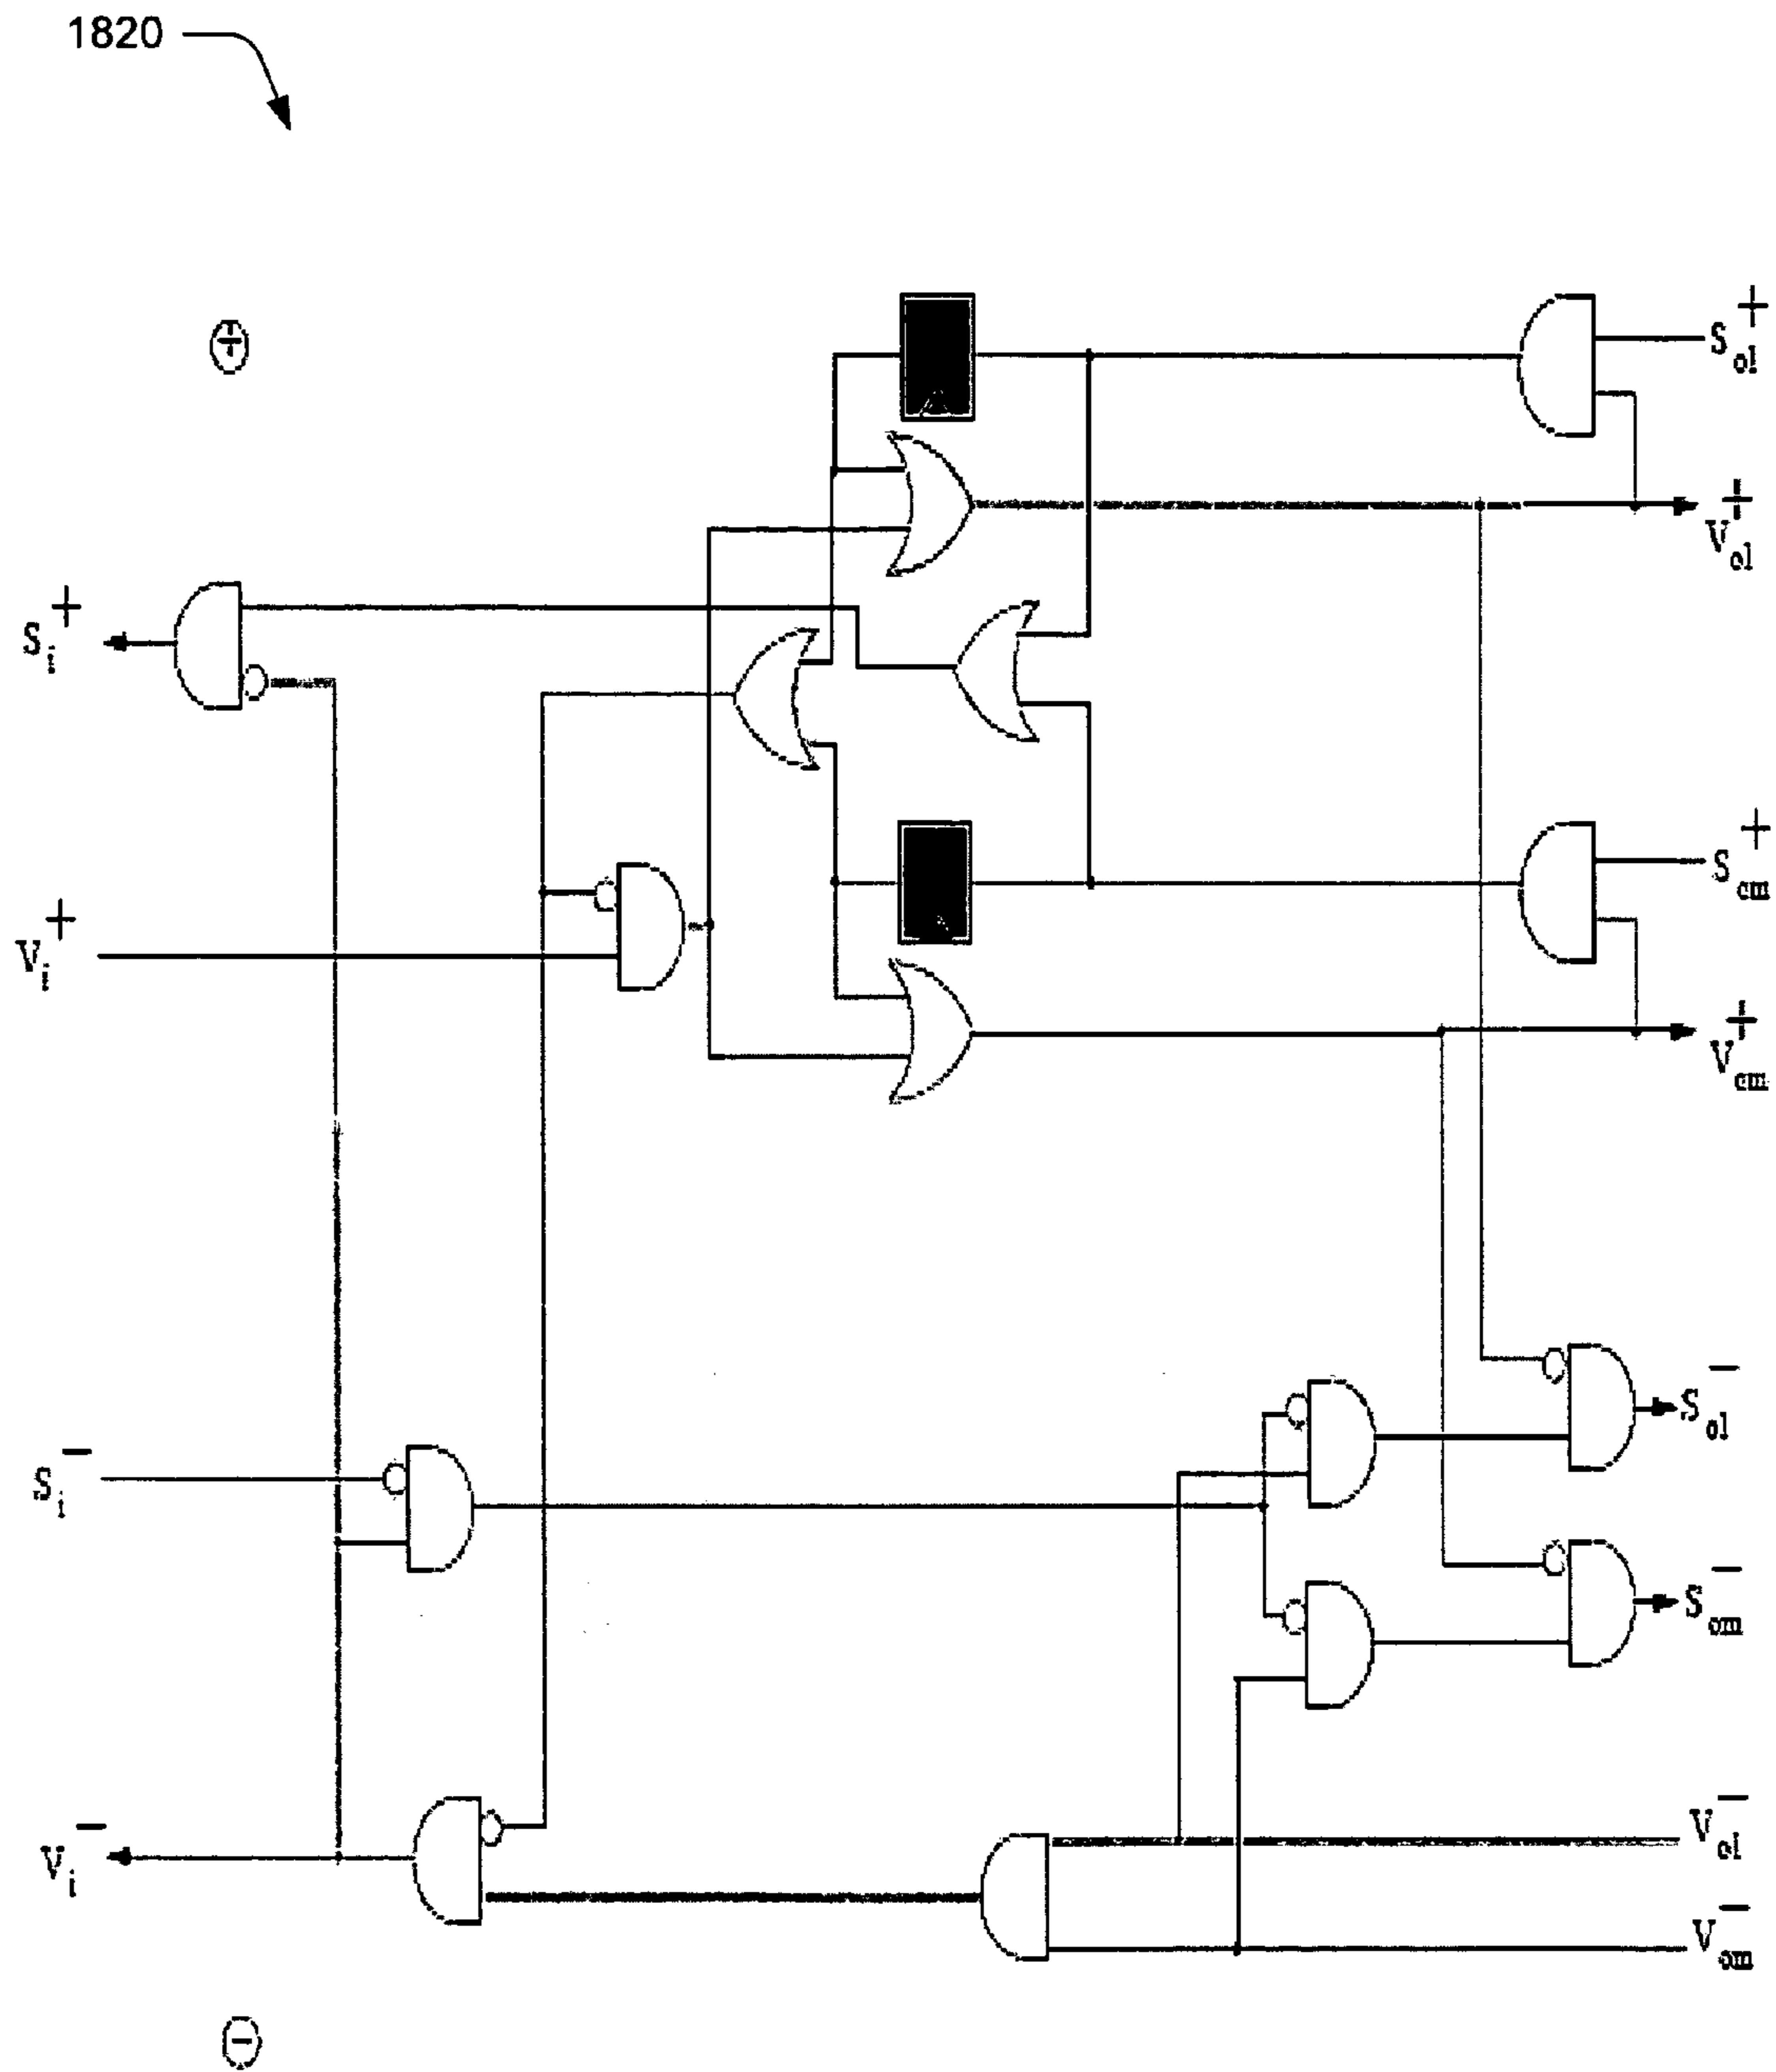 1820
+
S_ol^+
V_ol^+
S_i^+
S_om^+
V_i^+
V_om^+
S_ol^-
S_i^-
S_om^-
V_ol^-
V_i^-
V_om^-
-